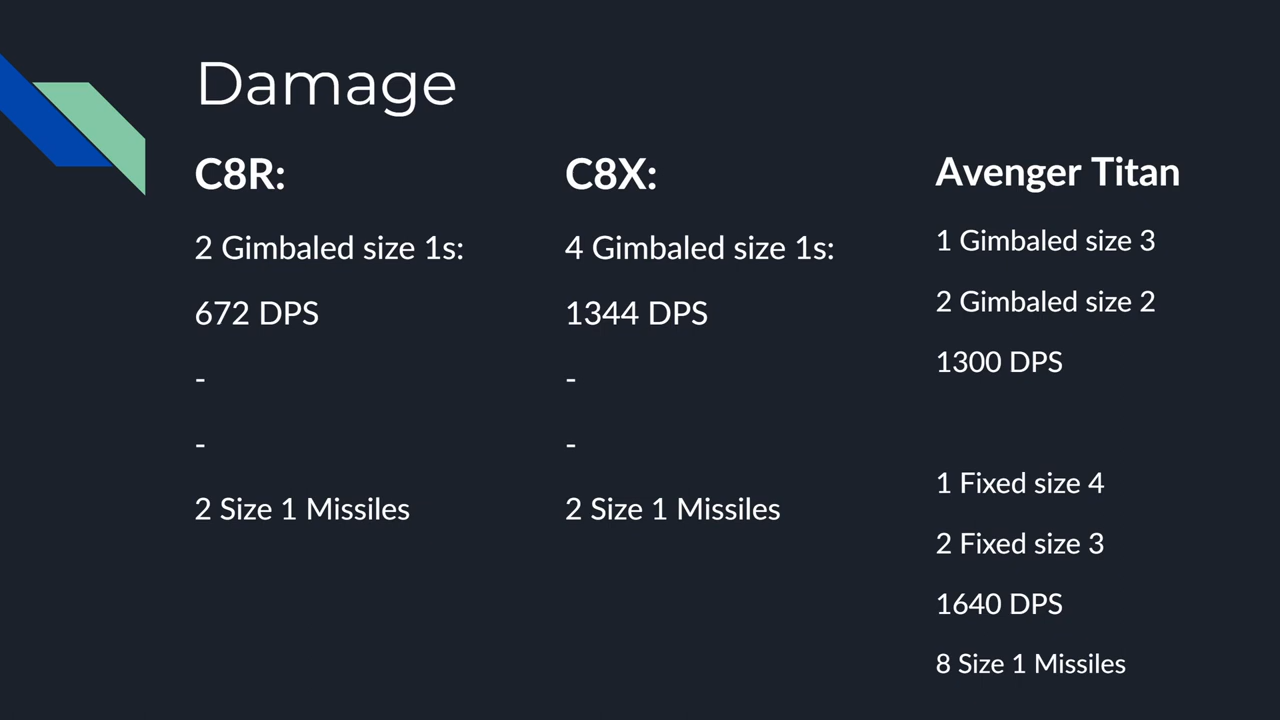 Damage
C8R:
2 Gimbaled size 1s:
672 DPS
-
-
2 Size 1 Missiles
C8X:
4 Gimbaled size 1s:
1344 DPS
-
-
2 Size 1 Missiles
Avenger Titan
1 Gimbaled size 3
2 Gimbaled size 2
1300 DPS
1 Fixed size 4
2 Fixed size 3
1640 DPS
8 Size 1 Missiles